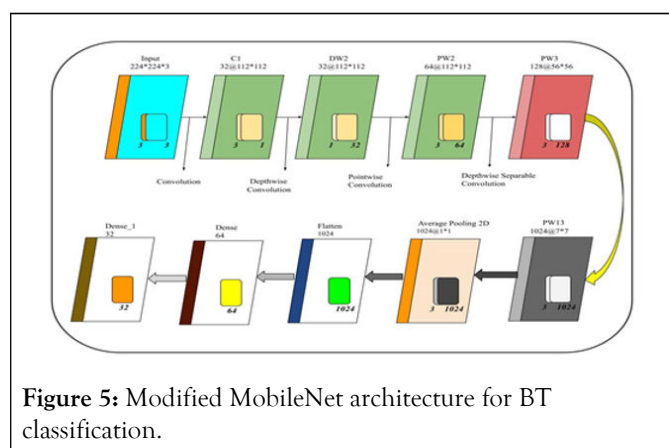 Input
224*224*3
C1
32@112*112
DW2
32@112*112
PW2
64@112*112
PW3
128@56*56
3 3
3 1
1 32
3 64
3 128
Convolution
Depthwise
Convolution
Pointwise
Convolution
Depthwise Separable
Convolution
Dense_1
32
Dense
64
Flatten
1024
Average Pooling 2D
1024@1*1
PW13
1024@7*7
32
64
1024
3 1024
3 1024
Figure 5: Modified MobileNet architecture for BT
classification.